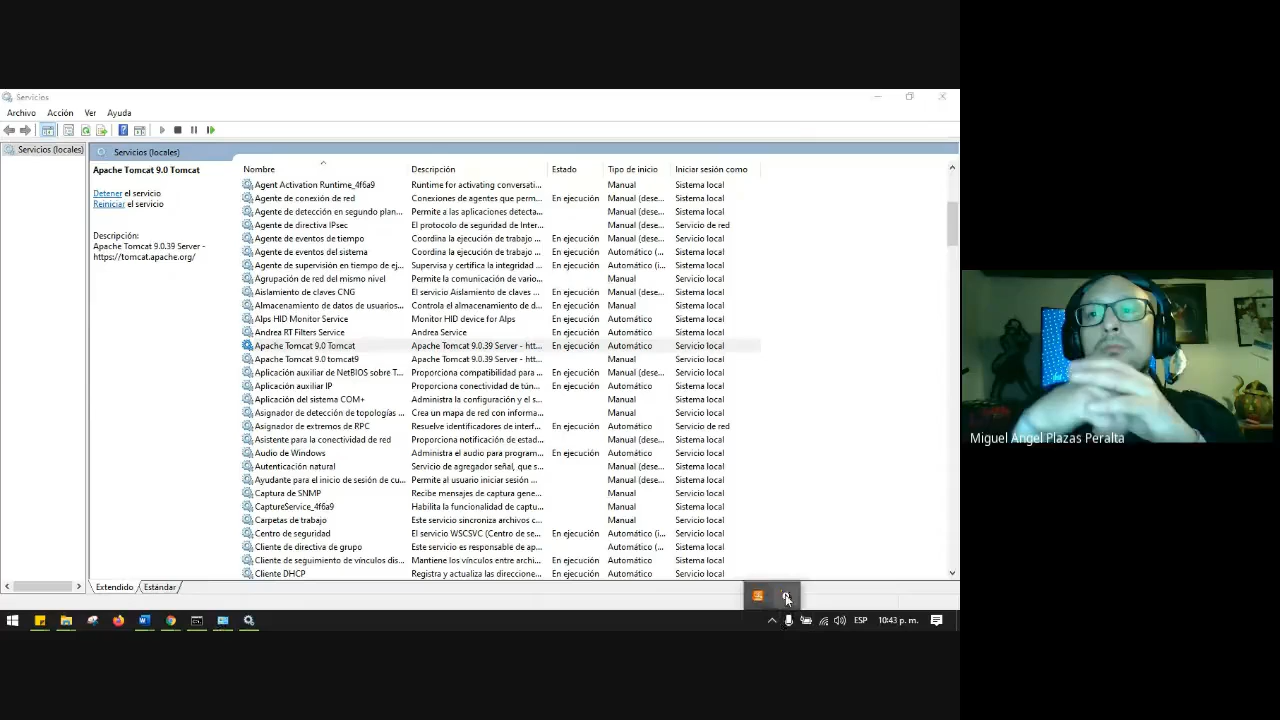 Servicios
Archivo Acción Ver Ayuda
Servicios (locales)
Servicios (locales)
Apache Tomcat 9.0 Tomcat
Detener el servicio
Reiniciar el servicio
Descripción:
Apache Tomcat 9.0.39 Server -
https://tomcat.apache.org/
Nombre Descripción Estado Tipo de inicio Iniciar sesión como
Agent Activation Runtime_4f6a9 Runtime for activating conversati... Manual Sistema local
Agente de conexión de red Conexiones de agentes que perm... En ejecución Manual (dese... Sistema local
Agente de detección en segundo plan... Permite a las aplicaciones detecta... Manual (dese... Sistema local
Agente de directiva IPsec El protocolo de seguridad de Inter... Manual (dese... Servicio de red
Agente de eventos de tiempo Coordina la ejecución de trabajo ... En ejecución Manual (dese... Servicio local
Agente de eventos del sistema Coordina la ejecución de trabajo ... En ejecución Automático (... Sistema local
Agente de supervisión en tiempo de ej... Supervisa y certifica la integridad ... En ejecución Automático (i... Sistema local
Agrupación de red del mismo nivel Permite la comunicación de vario... Manual Servicio local
Aislamiento de claves CNG El servicio Aislamiento de claves ... En ejecución Manual (dese... Sistema local
Almacenamiento de datos de usuarios... Controla el almacenamiento de d... En ejecución Manual Sistema local
Alps HID Monitor Service Monitor HID device for Alps En ejecución Automático Sistema local
Andrea RT Filters Service Andrea Service En ejecución Automático Sistema local
Apache Tomcat 9.0 Tomcat Apache Tomcat 9.0.39 Server - htt... En ejecución Automático Servicio local
Apache Tomcat 9.0 tomcat9 Apache Tomcat 9.0.39 Server - htt... Manual Servicio local
Aplicación auxiliar de NetBIOS sobre T... Proporciona compatibilidad para ... En ejecución Manual (dese... Servicio local
Aplicación auxiliar IP Proporciona conectividad de tún... En ejecución Automático Sistema local
Aplicación del sistema COM+ Administra la configuración y el s... Manual Sistema local
Asignador de detección de topologías ... Crea un mapa de red con informa... Manual Servicio local
Asignador de extremos de RPC Resuelve identificadores de interf... En ejecución Automático Servicio de red
Asistente para la conectividad de red Proporciona notificación de estad... Manual (dese... Sistema local
Audio de Windows Administra el audio para program... En ejecución Automático Servicio local
Autenticación natural Servicio de agregador señal, que s... Manual (dese... Sistema local
Ayudante para el inicio de sesión de cu... Permite al usuario iniciar sesión ... Manual (dese... Sistema local
Captura de SNMP Recibe mensajes de captura gene... Manual Servicio local
CaptureService_4f6a9 Habilita la funcionalidad de captu... Manual Sistema local
Carpetas de trabajo Este servicio sincroniza archivos c... Manual Servicio local
Centro de seguridad El servicio WSCSVC (Centro de se... En ejecución Automático (i... Servicio local
Cliente de directiva de grupo Este servicio es responsable de ap... Automático (... Sistema local
Cliente de seguimiento de vínculos dis... Mantiene los vínculos entre archi... En ejecución Automático Sistema local
Cliente DHCP Registra y actualiza las direccione... En ejecución Automático Servicio local
Extendido Estándar
ESP 10:43 p. m.
Miguel Angel Plazas Peralta